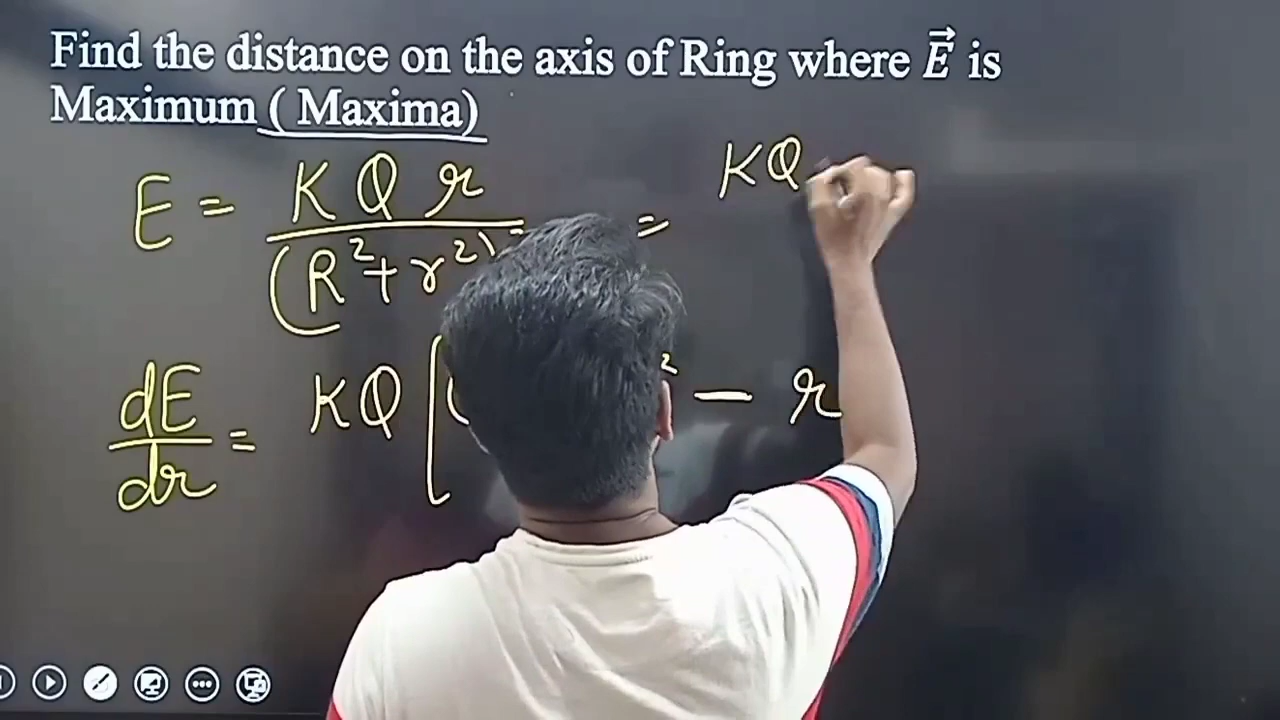 Find the distance on the axis of Ring where E⃗ is
Maximum ( Maxima)
E = KQr / (R²+r²) = KQ
dE/dr = KQ [ ² − r